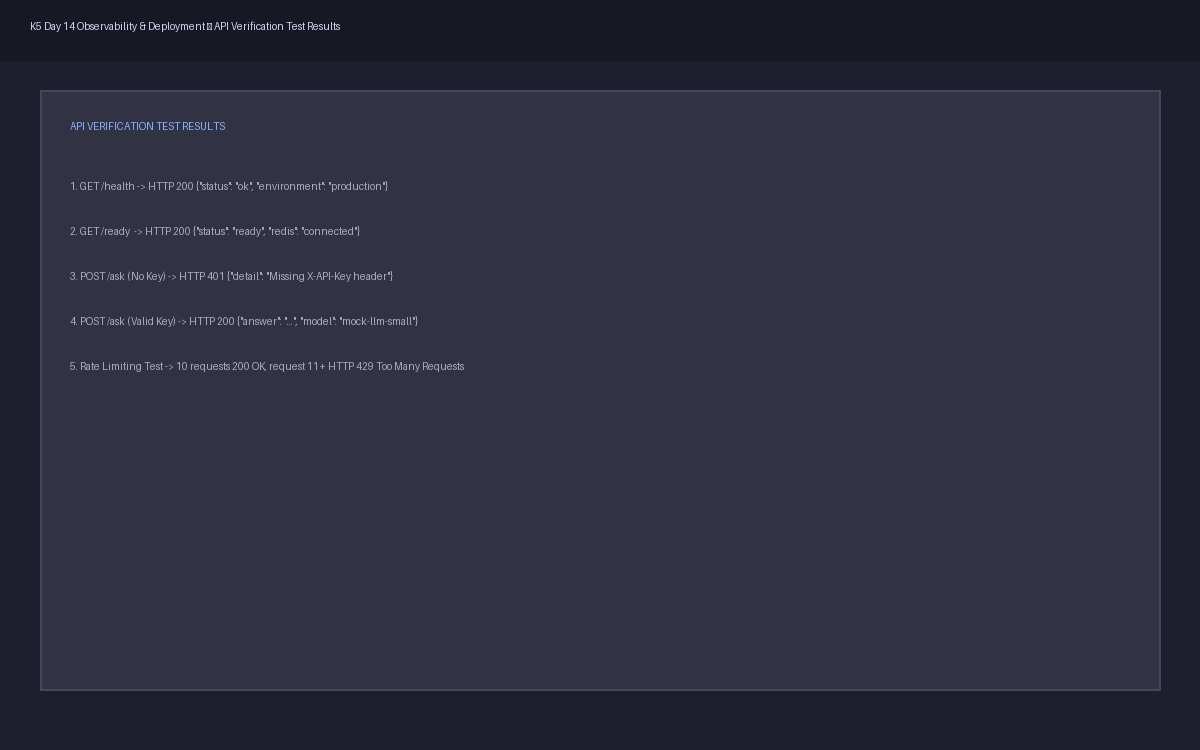 K5 Day 14 Observability & Deployment ▯ API Verification Test Results
API VERIFICATION TEST RESULTS
1. GET /health -> HTTP 200 {"status": "ok", "environment": "production"}
2. GET /ready -> HTTP 200 {"status": "ready", "redis": "connected"}
3. POST /ask (No Key) -> HTTP 401 {"detail": "Missing X-API-Key header"}
4. POST /ask (Valid Key) -> HTTP 200 {"answer": "...", "model": "mock-llm-small"}
5. Rate Limiting Test -> 10 requests 200 OK, request 11+ HTTP 429 Too Many Requests